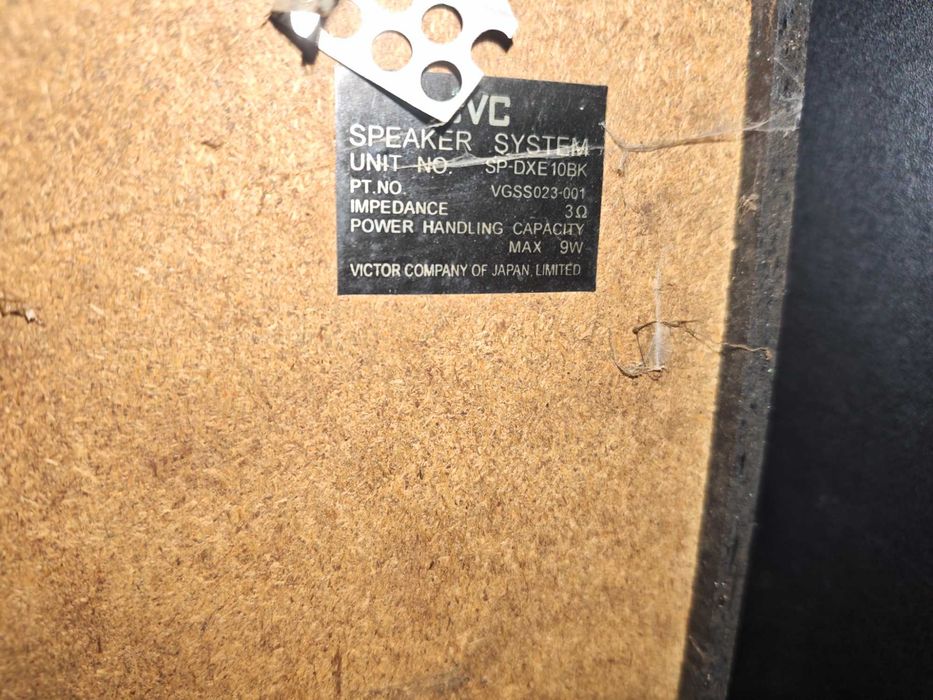 JVC
SPEAKER SYSTEM
UNIT NO. SP-DXE10BK
PT.NO. VGSS023-001
IMPEDANCE 3Ω
POWER HANDLING CAPACITY
MAX 9W
VICTOR COMPANY OF JAPAN, LIMITED